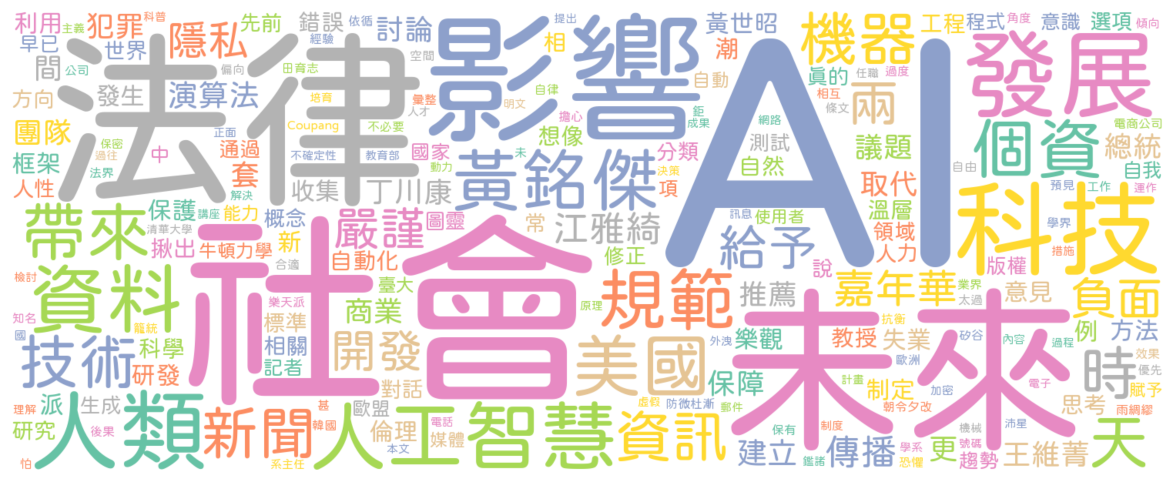 利用
主義
犯罪
科普
隱私
先前
錯誤
依循
討論
影響
提出
相
黃世昭
潮
機器
工程
程式
角度
意識
選項
傾向
早已
世界
間
公司
法律
偏向
田育志
經驗
空間
AI
自動
真的
任職
過度
發展
方向
發生
演算法
培育
人才
彙整
明文
自律
擔心
鉅
成果
網路
相互
條文
兩
團隊
保密
正面
Coupang
不必要
想像
測試
議題
個資
電商公司
總統
框架
過往
中
通過
不確定性
教育部
國家
動力
黃銘傑
未
分類
決策
自然
自由
自我
人性
法界
套
解決
收集
丁川康
項
取代
預見
工作
運作
科技
帶來
保護
講座
能力
概念
嚴謹
圖靈
常
江雅綺
訊息
使用者
溫層
學界
清華大學
揪出
牛頓力學
新
合適
自動化
修正
給予
說
領域
人力
版權
措施
檢討
資料
社會
臺大
原理
規範
推薦
嘉年華
業界
太過
意見
負面
知名
國
籠統
樂天派
標準
商業
外洩
樂觀
教授
抗衡
失業
矽谷
內容
過程
例
方法
技術
科學
相關
記者
開發
美國
未來
時
效果
優先
研發
歐洲
保障
計畫
制定
加密
電子
賦予
理解
派
生成
對話
歐盟
虛假
防微杜漸
郵件
朝令夕改
思考
雨綢繆
研究
人類
後果
新聞
甚
韓國
人工智慧
電話
倫理
媒體
資訊
保有
制度
機械
號碼
沛星
怕
系主任
本文
建立
鑑諸
傳播
學系
恐懼
更
趨勢
王維菁
天